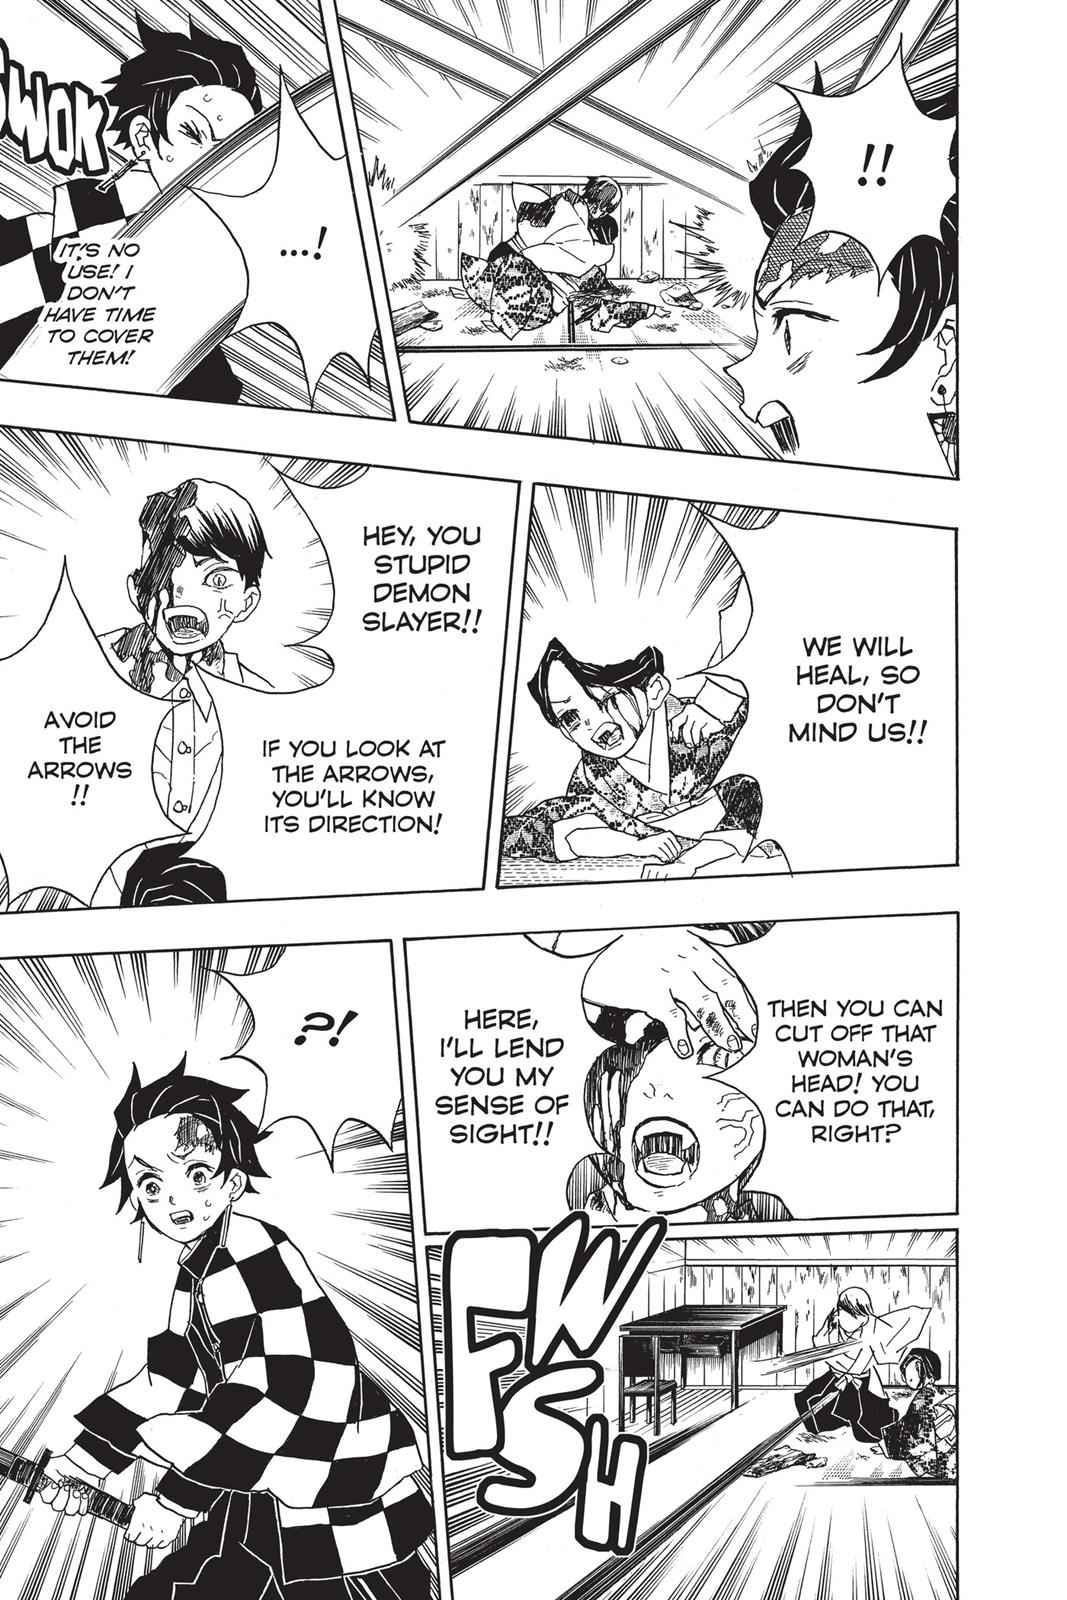 !!
...!
SWOK
IT'S NO
USE! I
DON'T
HAVE TIME
TO COVER
THEM!
WE WILL
HEAL, SO
DON'T
MIND US!!
HEY, YOU
STUPID
DEMON
SLAYER!!
IF YOU LOOK AT
THE ARROWS,
YOU'LL KNOW
ITS DIRECTION!
AVOID
THE
ARROWS
!!
THEN YOU CAN
CUT OFF THAT
WOMAN'S
HEAD! YOU
CAN DO THAT,
RIGHT?
HERE,
I'LL LEND
YOU MY
SENSE OF
SIGHT!!
FWSH
?!